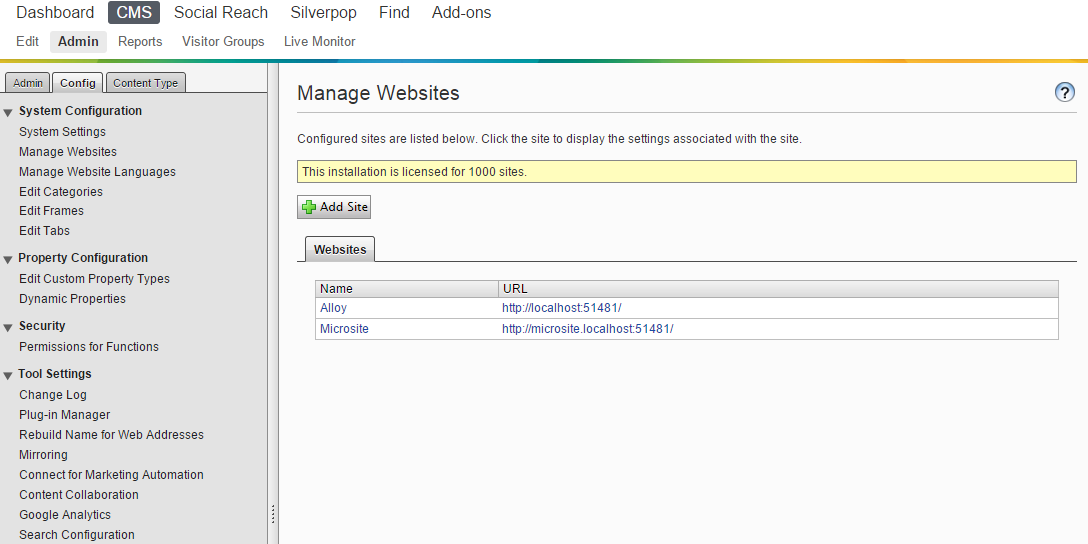 Dashboard CMS Social Reach Silverpop Find Add-ons
Edit Admin Reports Visitor Groups Live Monitor
Admin Config Content Type
System Configuration
System Settings
Manage Websites
Manage Website Languages
Edit Categories
Edit Frames
Edit Tabs
Property Configuration
Edit Custom Property Types
Dynamic Properties
Security
Permissions for Functions
Tool Settings
Change Log
Plug-in Manager
Rebuild Name for Web Addresses
Mirroring
Connect for Marketing Automation
Content Collaboration
Google Analytics
Search Configuration
Manage Websites
?
Configured sites are listed below. Click the site to display the settings associated with the site.
This installation is licensed for 1000 sites.
Add Site
Websites
Name URL
Alloy http://localhost:51481/
Microsite http://microsite.localhost:51481/